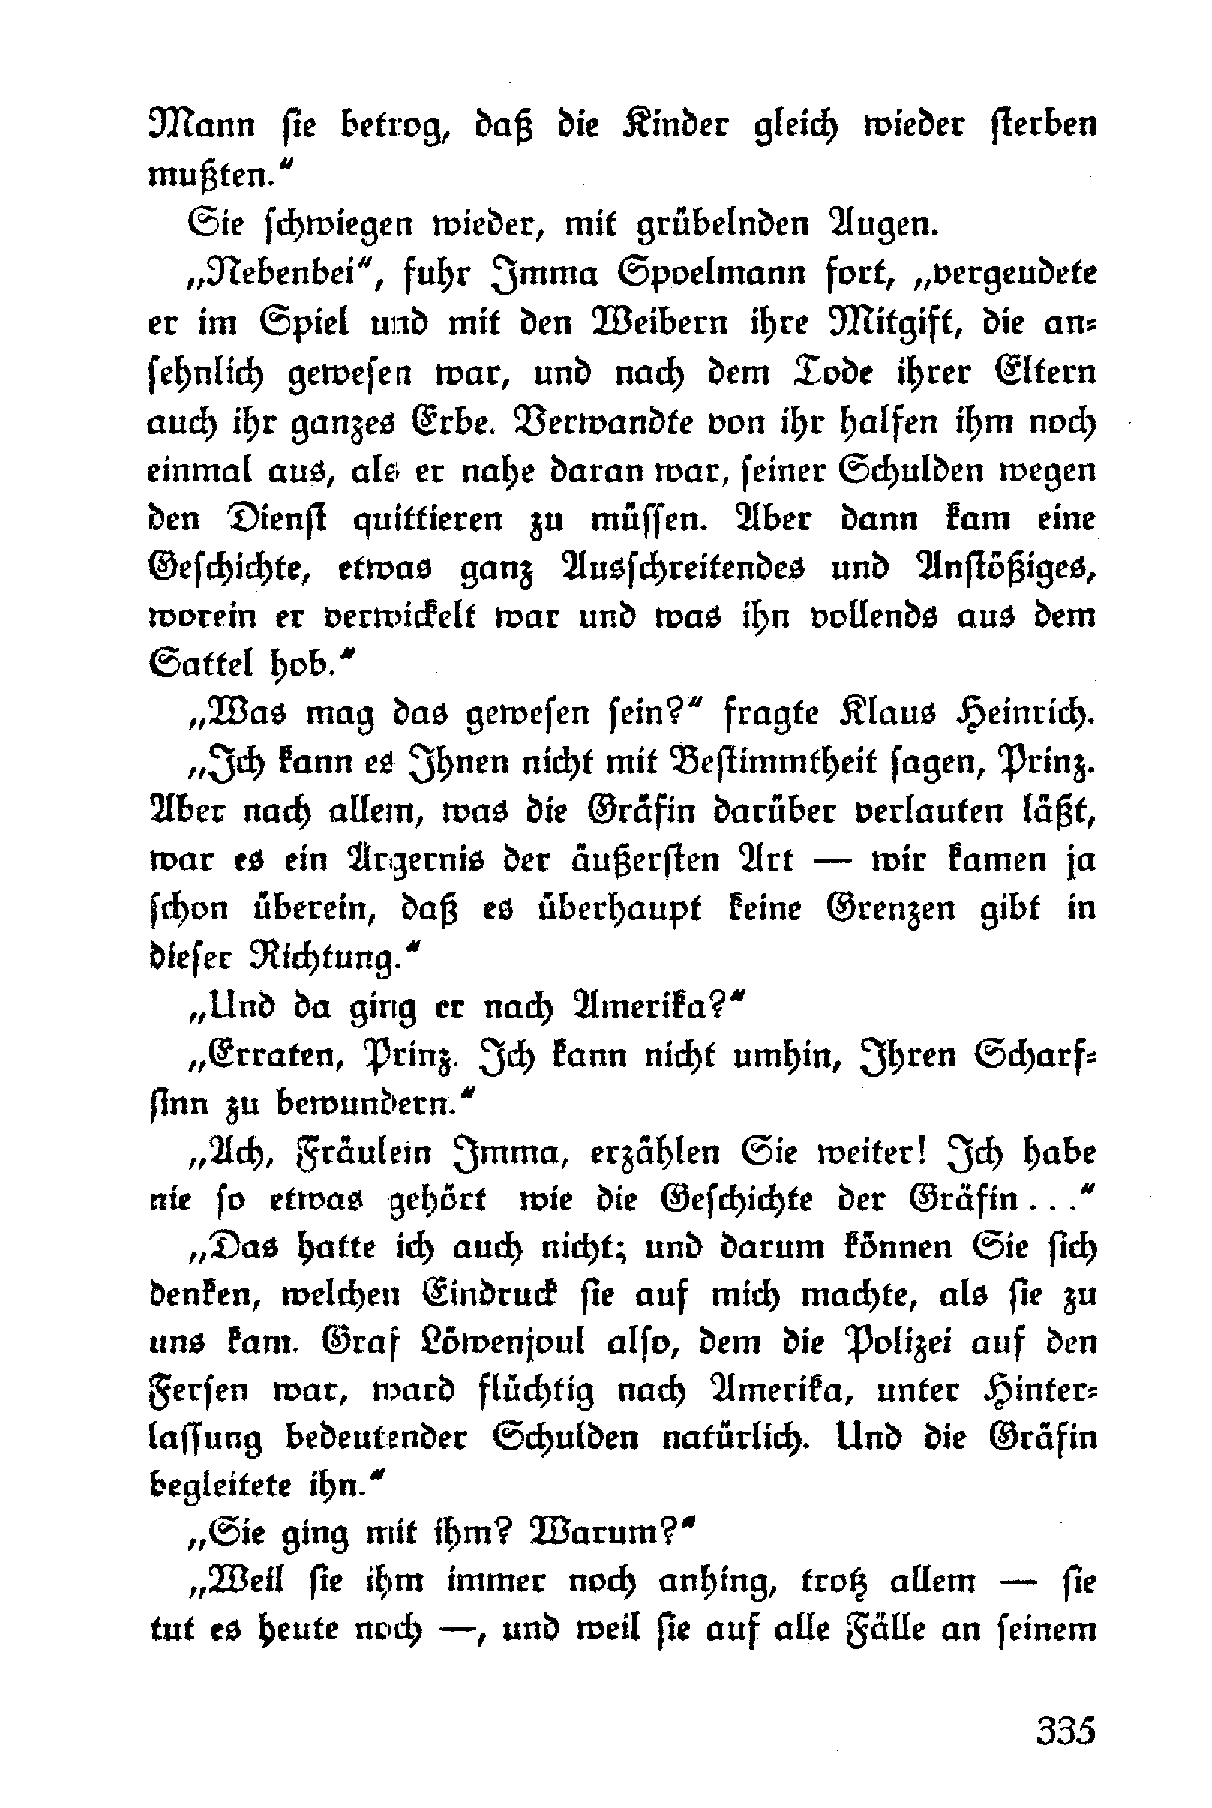 Mann sie betrog, daß die Kinder gleich wieder sterben
mußten.“
Sie schwiegen wieder, mit grübelnden Augen.
„Nebenbei“, fuhr Imma Spoelmann fort, „vergeudete
er im Spiel und mit den Weibern ihre Mitgift, die an-
sehnlich gewesen war, und nach dem Tode ihrer Eltern
auch ihr ganzes Erbe. Verwandte von ihr halfen ihm noch
einmal aus, als er nahe daran war, seiner Schulden wegen
den Dienst quittieren zu müssen. Aber dann kam eine
Geschichte, etwas ganz Ausschreitendes und Anstößiges,
worein er verwickelt war und was ihn vollends aus dem
Sattel hob.“
„Was mag das gewesen sein?“ fragte Klaus Heinrich.
„Ich kann es Ihnen nicht mit Bestimmtheit sagen, Prinz.
Aber nach allem, was die Gräfin darüber verlauten läßt,
war es ein Ärgernis der äußersten Art — wir kamen ja
schon überein, daß es überhaupt keine Grenzen gibt in
dieser Richtung.“
„Und da ging er nach Amerika?“
„Erraten, Prinz. Ich kann nicht umhin, Ihren Scharf-
sinn zu bewundern.“
„Ach, Fräulein Imma, erzählen Sie weiter! Ich habe
nie so etwas gehört wie die Geschichte der Gräfin . . .“
„Das hatte ich auch nicht; und darum können Sie sich
denken, welchen Eindruck sie auf mich machte, als sie zu
uns kam. Graf Löwenjoul also, dem die Polizei auf den
Fersen war, ward flüchtig nach Amerika, unter Hinter-
lassung bedeutender Schulden natürlich. Und die Gräfin
begleitete ihn.“
„Sie ging mit ihm? Warum?“
„Weil sie ihm immer noch anhing, trotz allem — sie
tut es heute noch —, und weil sie auf alle Fälle an seinem
335